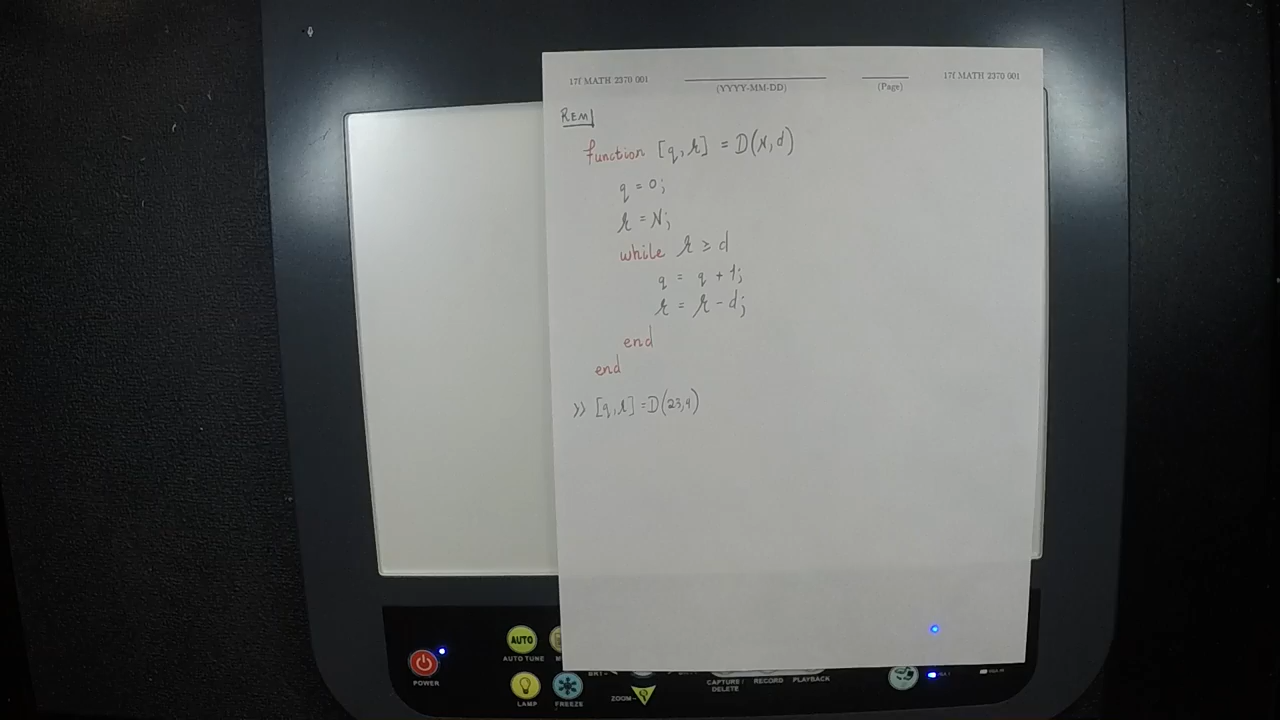 17f MATH 2370 001 (YYYY-MM-DD) (Page) 17f MATH 2370 001
REM
function [q,r] = D(N,d)
q = 0;
r = N;
while r ≥ d
q = q + 1;
r = r - d;
end
end
>> [q,r] = D(23,4)
AUTO
POWER
AUTO TUNE
LAMP
FREEZE
ZOOM
CAPTURE / DELETE
RECORD
PLAYBACK